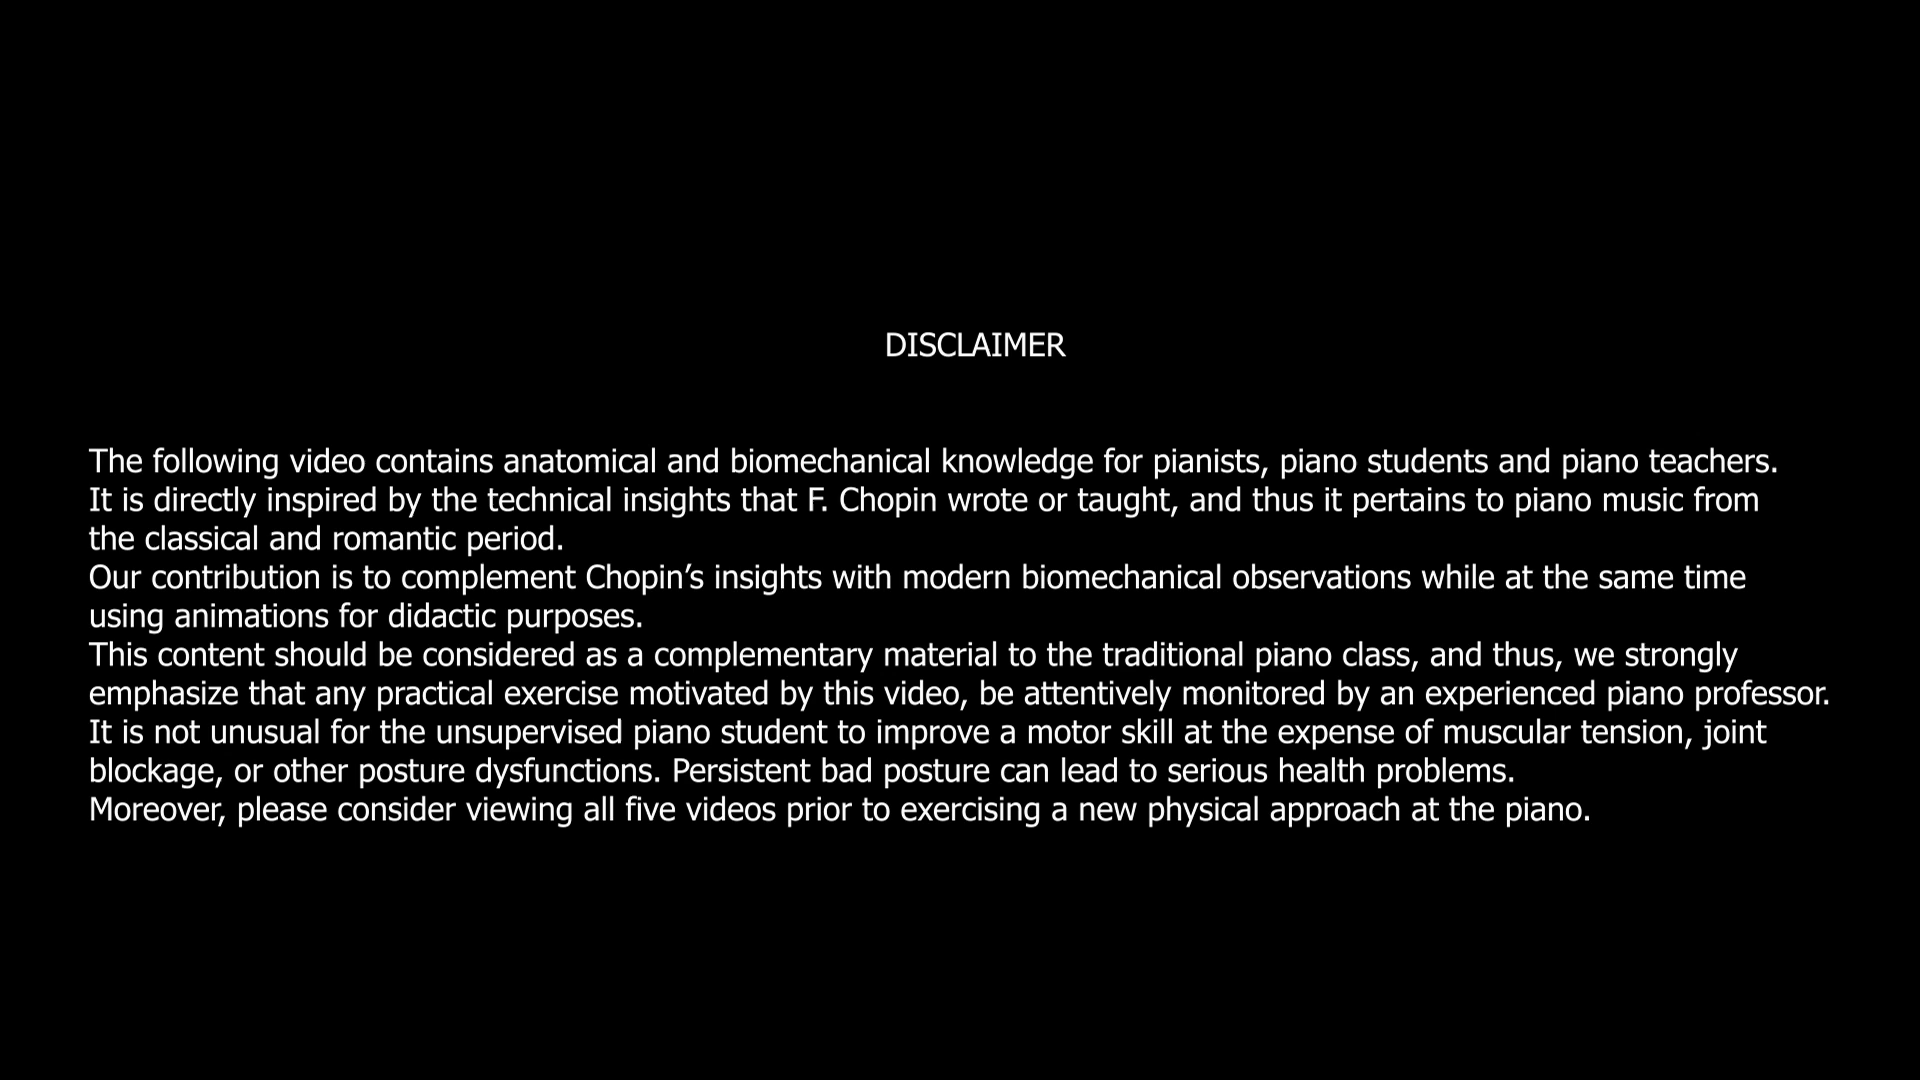 DISCLAIMER
The following video contains anatomical and biomechanical knowledge for pianists, piano students and piano teachers.
It is directly inspired by the technical insights that F. Chopin wrote or taught, and thus it pertains to piano music from
the classical and romantic period.
Our contribution is to complement Chopin’s insights with modern biomechanical observations while at the same time
using animations for didactic purposes.
This content should be considered as a complementary material to the traditional piano class, and thus, we strongly
emphasize that any practical exercise motivated by this video, be attentively monitored by an experienced piano professor.
It is not unusual for the unsupervised piano student to improve a motor skill at the expense of muscular tension, joint
blockage, or other posture dysfunctions. Persistent bad posture can lead to serious health problems.
Moreover, please consider viewing all five videos prior to exercising a new physical approach at the piano.